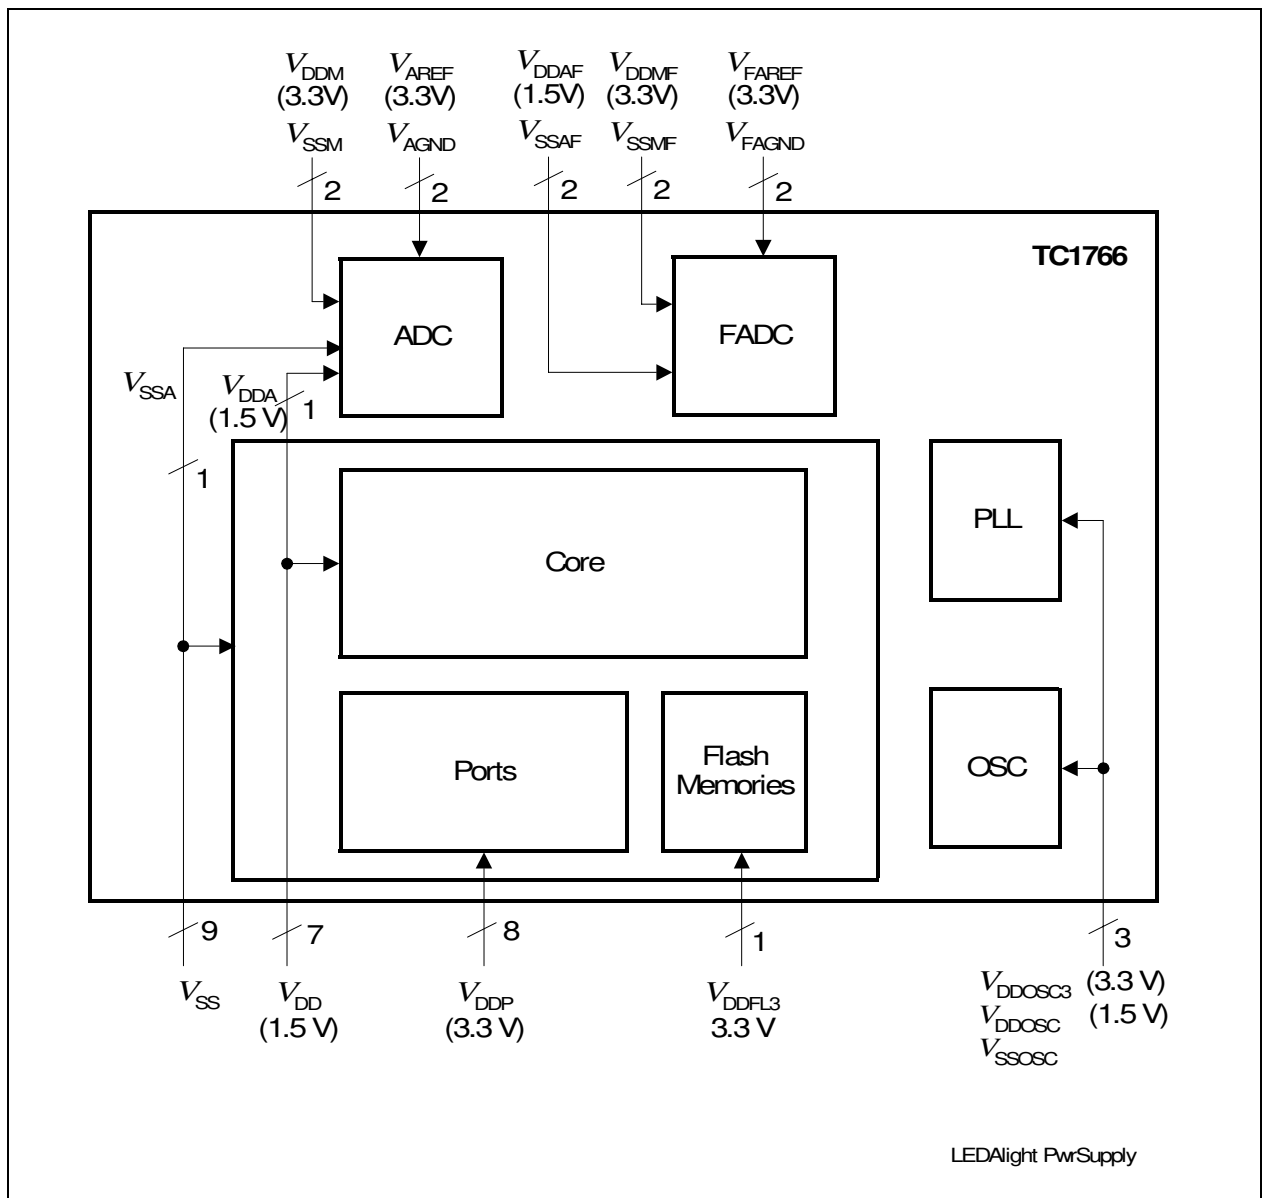 VDDM VAREF VDDAF VDDMF VFAREF
(3.3V) (3.3V) (1.5V) (3.3V) (3.3V)
VSSM VAGND VSSAF VSSMF VFAGND
2 2 2 2 2
TC1766
ADC FADC
VSSA VDDA 1
(1.5 V)
1
PLL
Core
Ports Flash OSC
Memories
9 7 8 1 3
VSS VDD VDDP VDDFL3 VDDOSC3 (3.3 V)
(1.5 V) (3.3 V) 3.3 V VDDOSC (1.5 V)
VSSOSC
LEDAlight PwrSupply